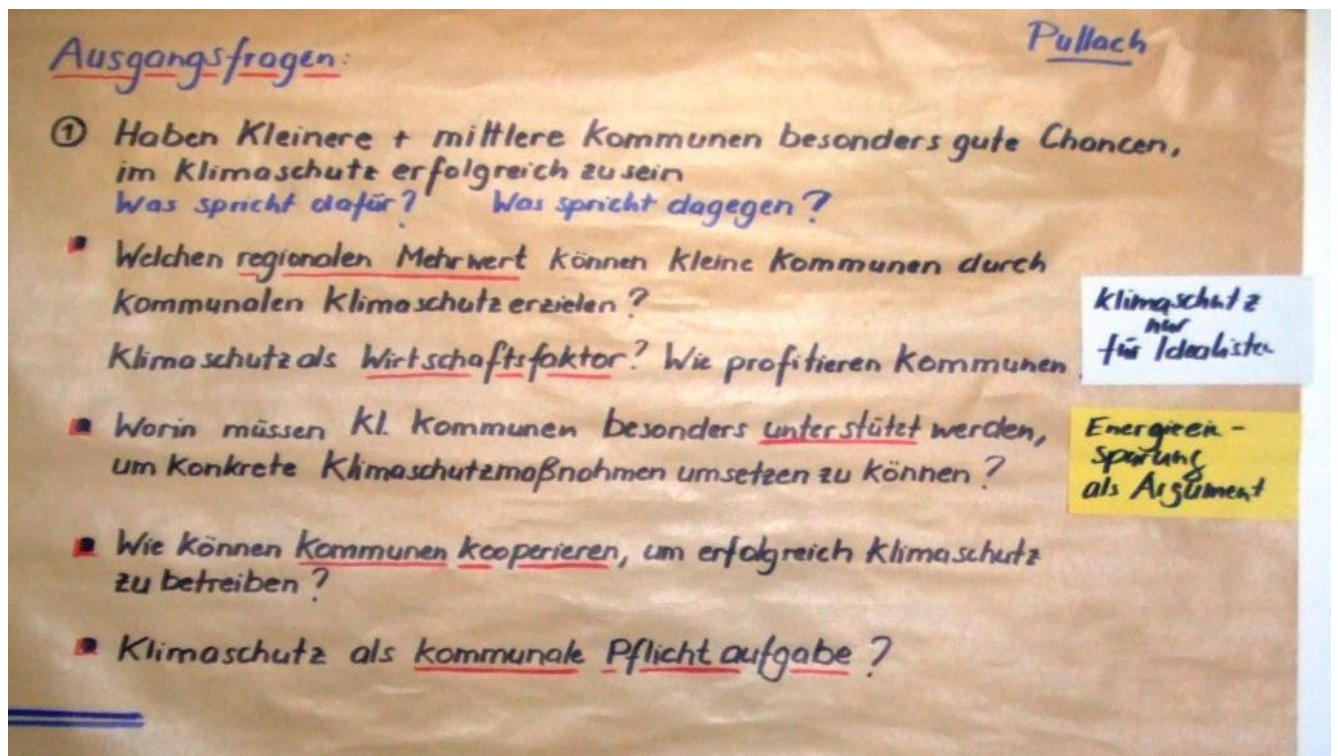 Ausgangsfragen:
Pullach
① Haben Kleinere + mittlere Kommunen besonders gute Chancen,
im Klimaschutz erfolgreich zu sein
Was spricht dafür? Was spricht dagegen?
Welchen regionalen Mehrwert können kleine Kommunen durch
kommunalen Klimaschutz erzielen?
Klimaschutz als Wirtschaftsfaktor? Wie profitieren Kommunen
Klimaschutz
nur
für Idealisten
Worin müssen Kl. Kommunen besonders unterstützt werden,
um Konkrete Klimaschutzmaßnahmen umsetzen zu können?
Energieein-
sparung
als Argument
Wie können Kommunen kooperieren, um erfolgreich Klimaschutz
zu betreiben?
Klimaschutz als kommunale Pflichtaufgabe?